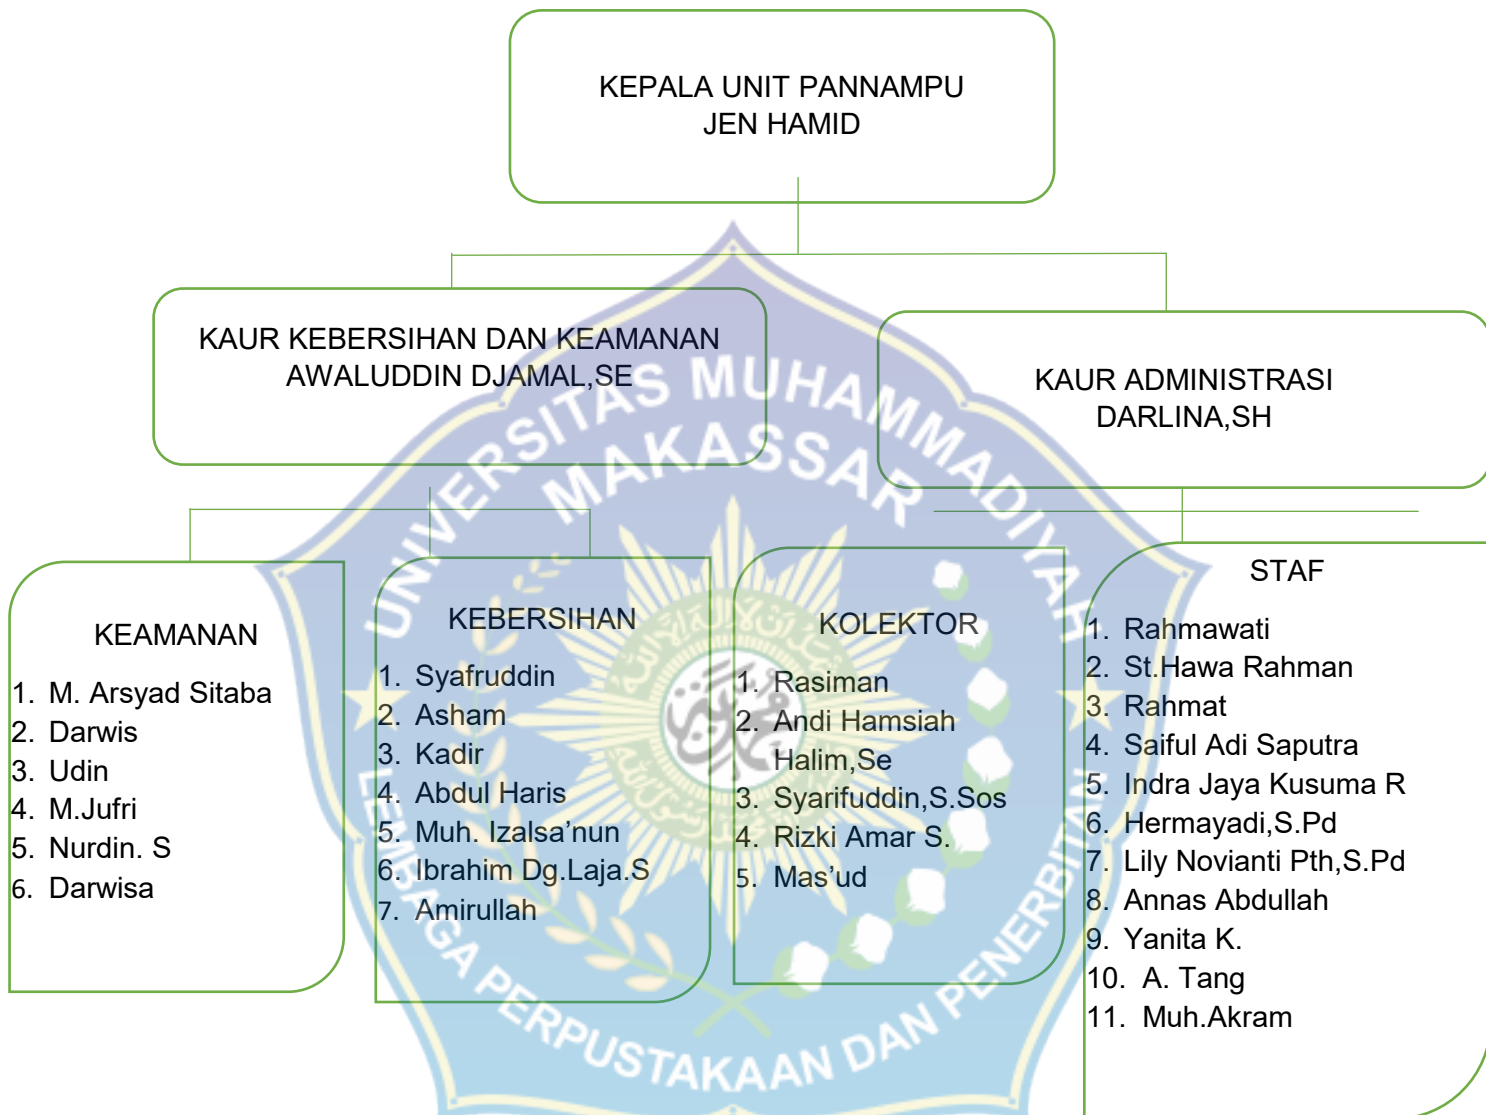 KEPALA UNIT PANNAMPU
JEN HAMID
KAUR KEBERSIHAN DAN KEAMANAN
AWALUDDIN DJAMAL,SE
KAUR ADMINISTRASI
DARLINA,SH
KEAMANAN
1. M. Arsyad Sitaba
2. Darwis
3. Udin
4. M.Jufri
5. Nurdin. S
6. Darwisa
KEBERSIHAN
1. Syafruddin
2. Asham
3. Kadir
4. Abdul Haris
5. Muh. Izalsa’nun
6. Ibrahim Dg.Laja.S
7. Amirullah
KOLEKTOR
1. Rasiman
2. Andi Hamsiah
Halim,Se
3. Syarifuddin,S.Sos
4. Rizki Amar S.
5. Mas’ud
STAF
1. Rahmawati
2. St.Hawa Rahman
3. Rahmat
4. Saiful Adi Saputra
5. Indra Jaya Kusuma R
6. Hermayadi,S.Pd
7. Lily Novianti Pth,S.Pd
8. Annas Abdullah
9. Yanita K.
10. A. Tang
11. Muh.Akram
UNIVERSITAS MUHAMMADIYAH
MAKASSAR
LEMBAGA PERPUSTAKAAN DAN PENERBITAN